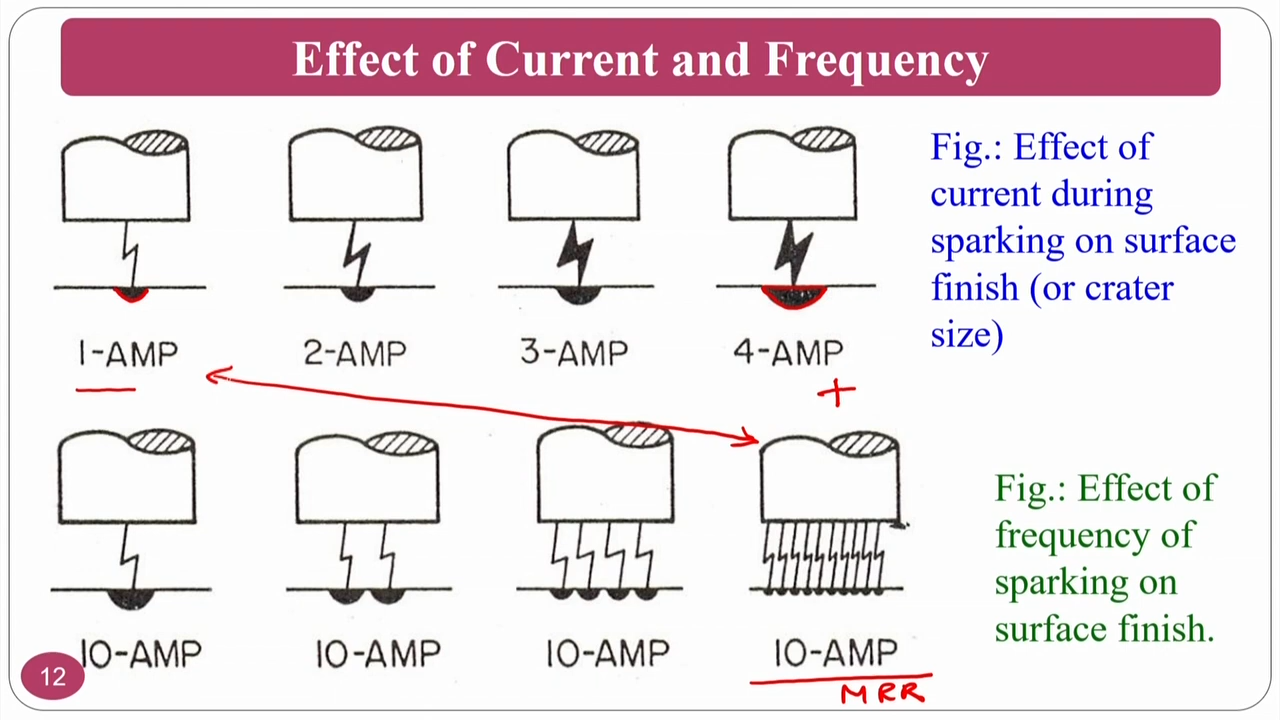 Effect of Current and Frequency
1-AMP
2-AMP
3-AMP
4-AMP
+
Fig.: Effect of
current during
sparking on surface
finish (or crater
size)
10-AMP
10-AMP
10-AMP
10-AMP
MRR
Fig.: Effect of
frequency of
sparking on
surface finish.
12